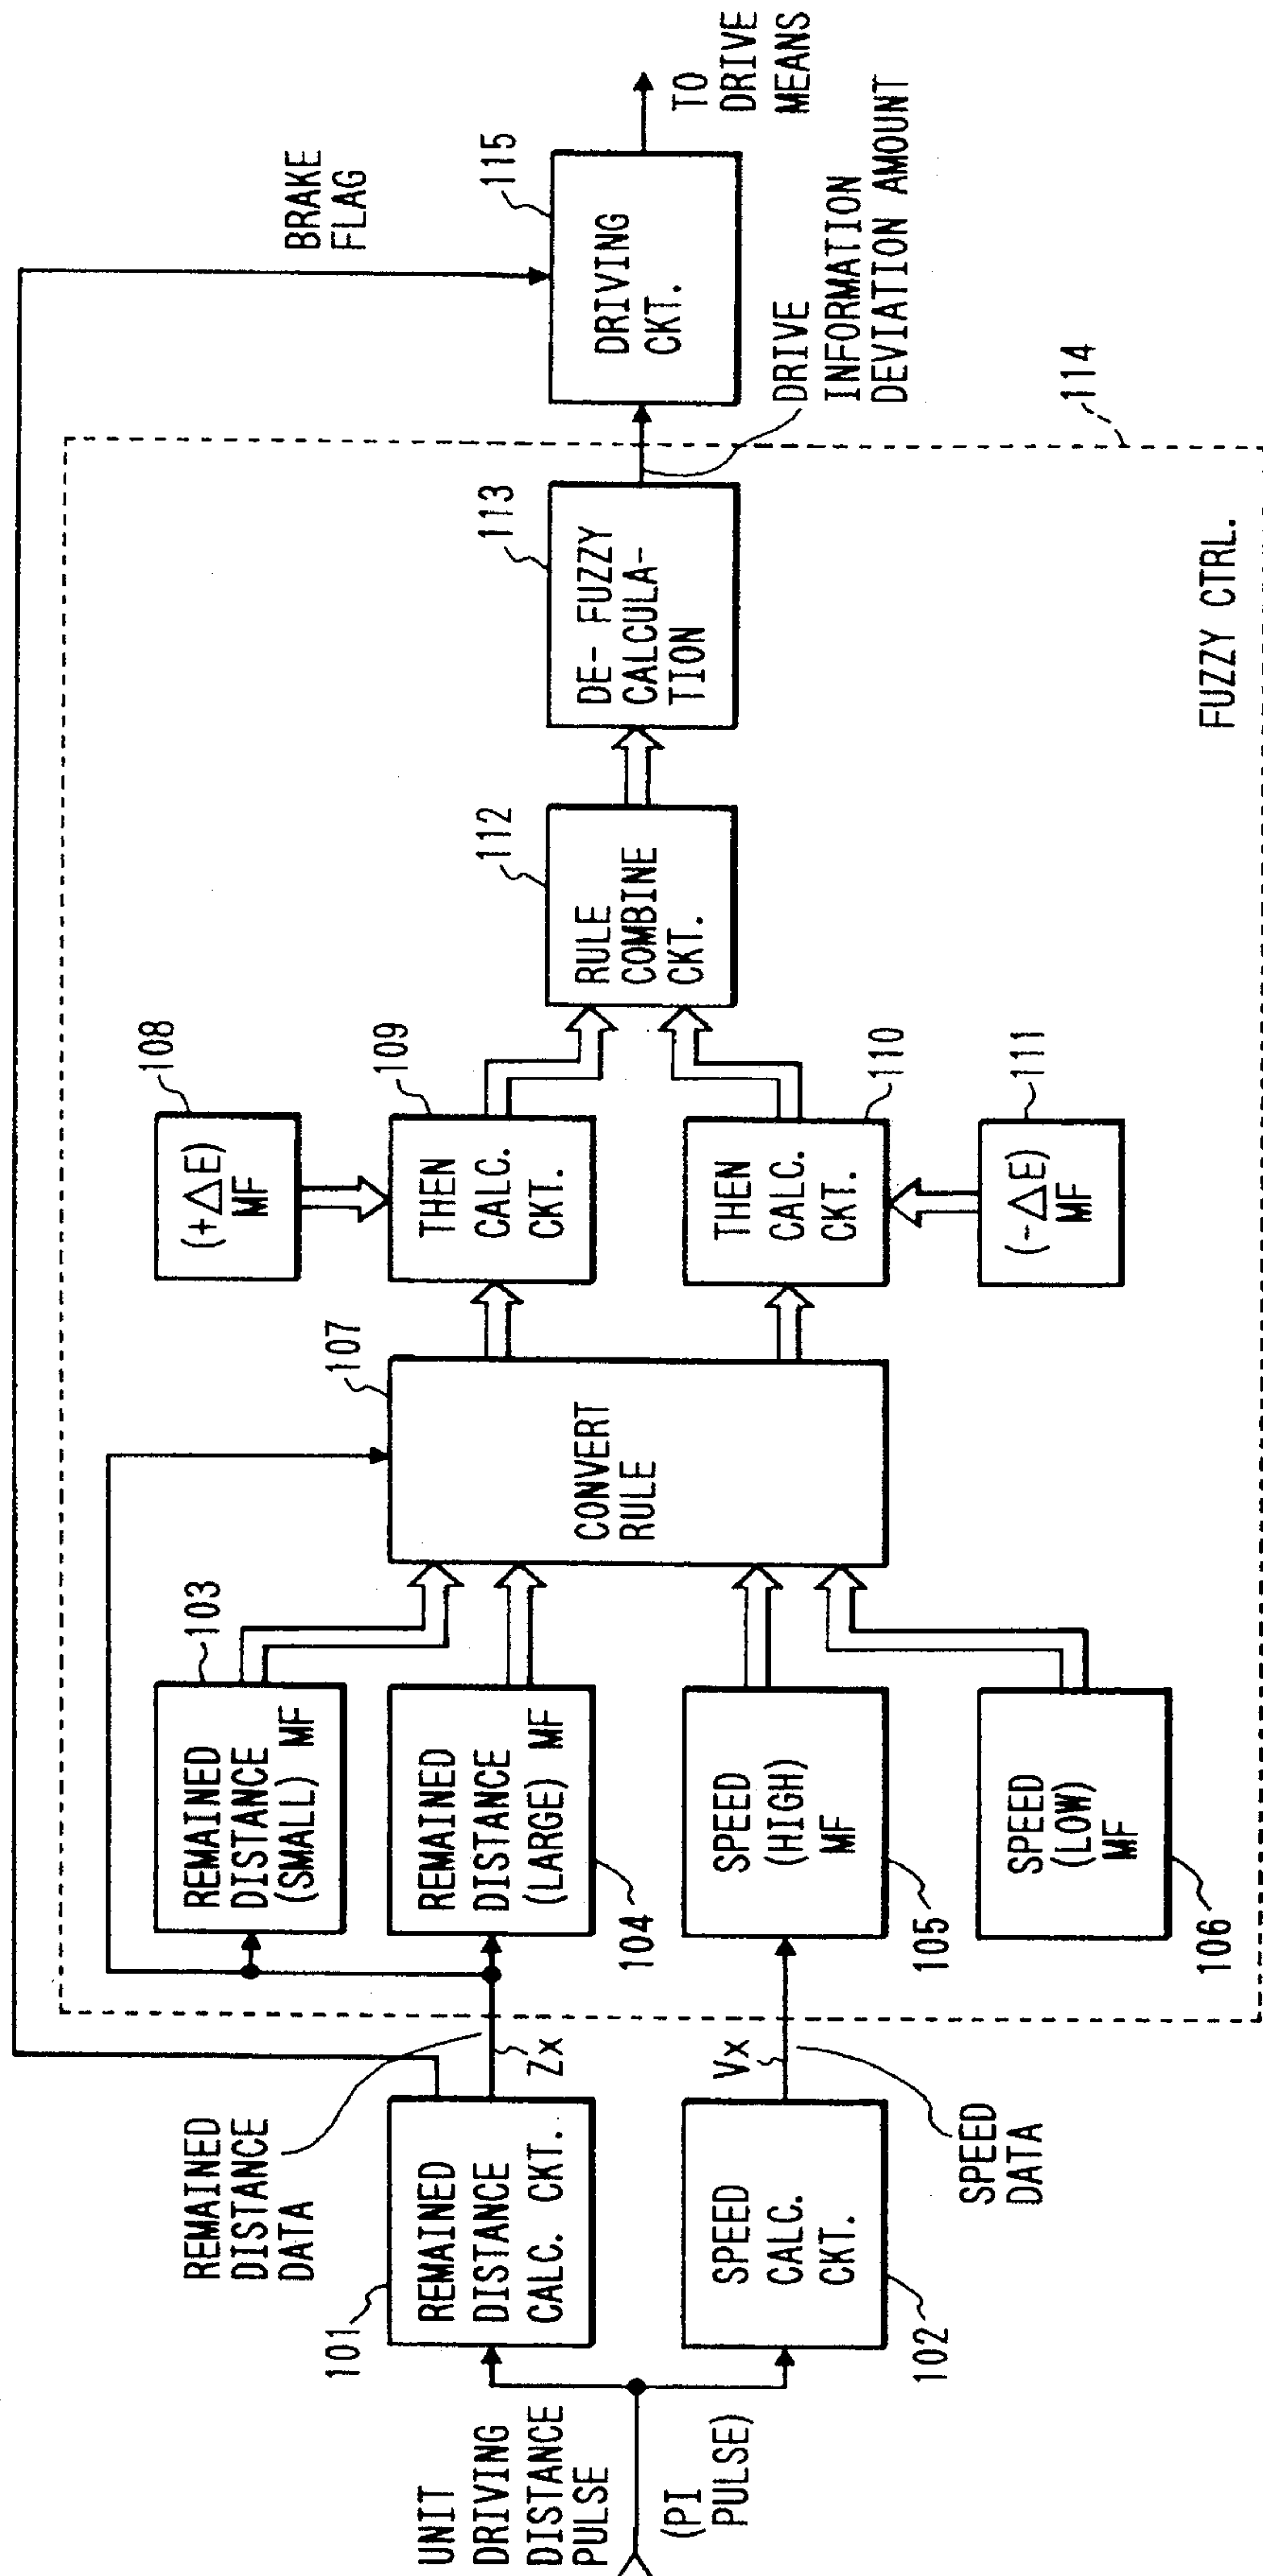 UNIT
DRIVING
DISTANCE
PULSE
(PI
PULSE)
101
REMAINED
DISTANCE
CALC. CKT.
102
SPEED
CALC.
CKT.
REMAINED
DISTANCE
DATA
Zx
Vx
SPEED
DATA
REMAINED
DISTANCE
(SMALL) MF
103
REMAINED
DISTANCE
(LARGE) MF
104
SPEED
(HIGH)
MF
105
SPEED
(LOW)
MF
106
CONVERT
RULE
107
(+△E)
MF
108
THEN
CALC.
CKT.
109
THEN
CALC.
CKT.
110
(-△E)
MF
111
RULE
COMBINE
CKT.
112
DE- FUZZY
CALCULA-
TION
113
FUZZY CTRL.
114
BRAKE
FLAG
DRIVING
CKT.
115
DRIVE
INFORMATION
DEVIATION AMOUNT
TO
DRIVE
MEANS